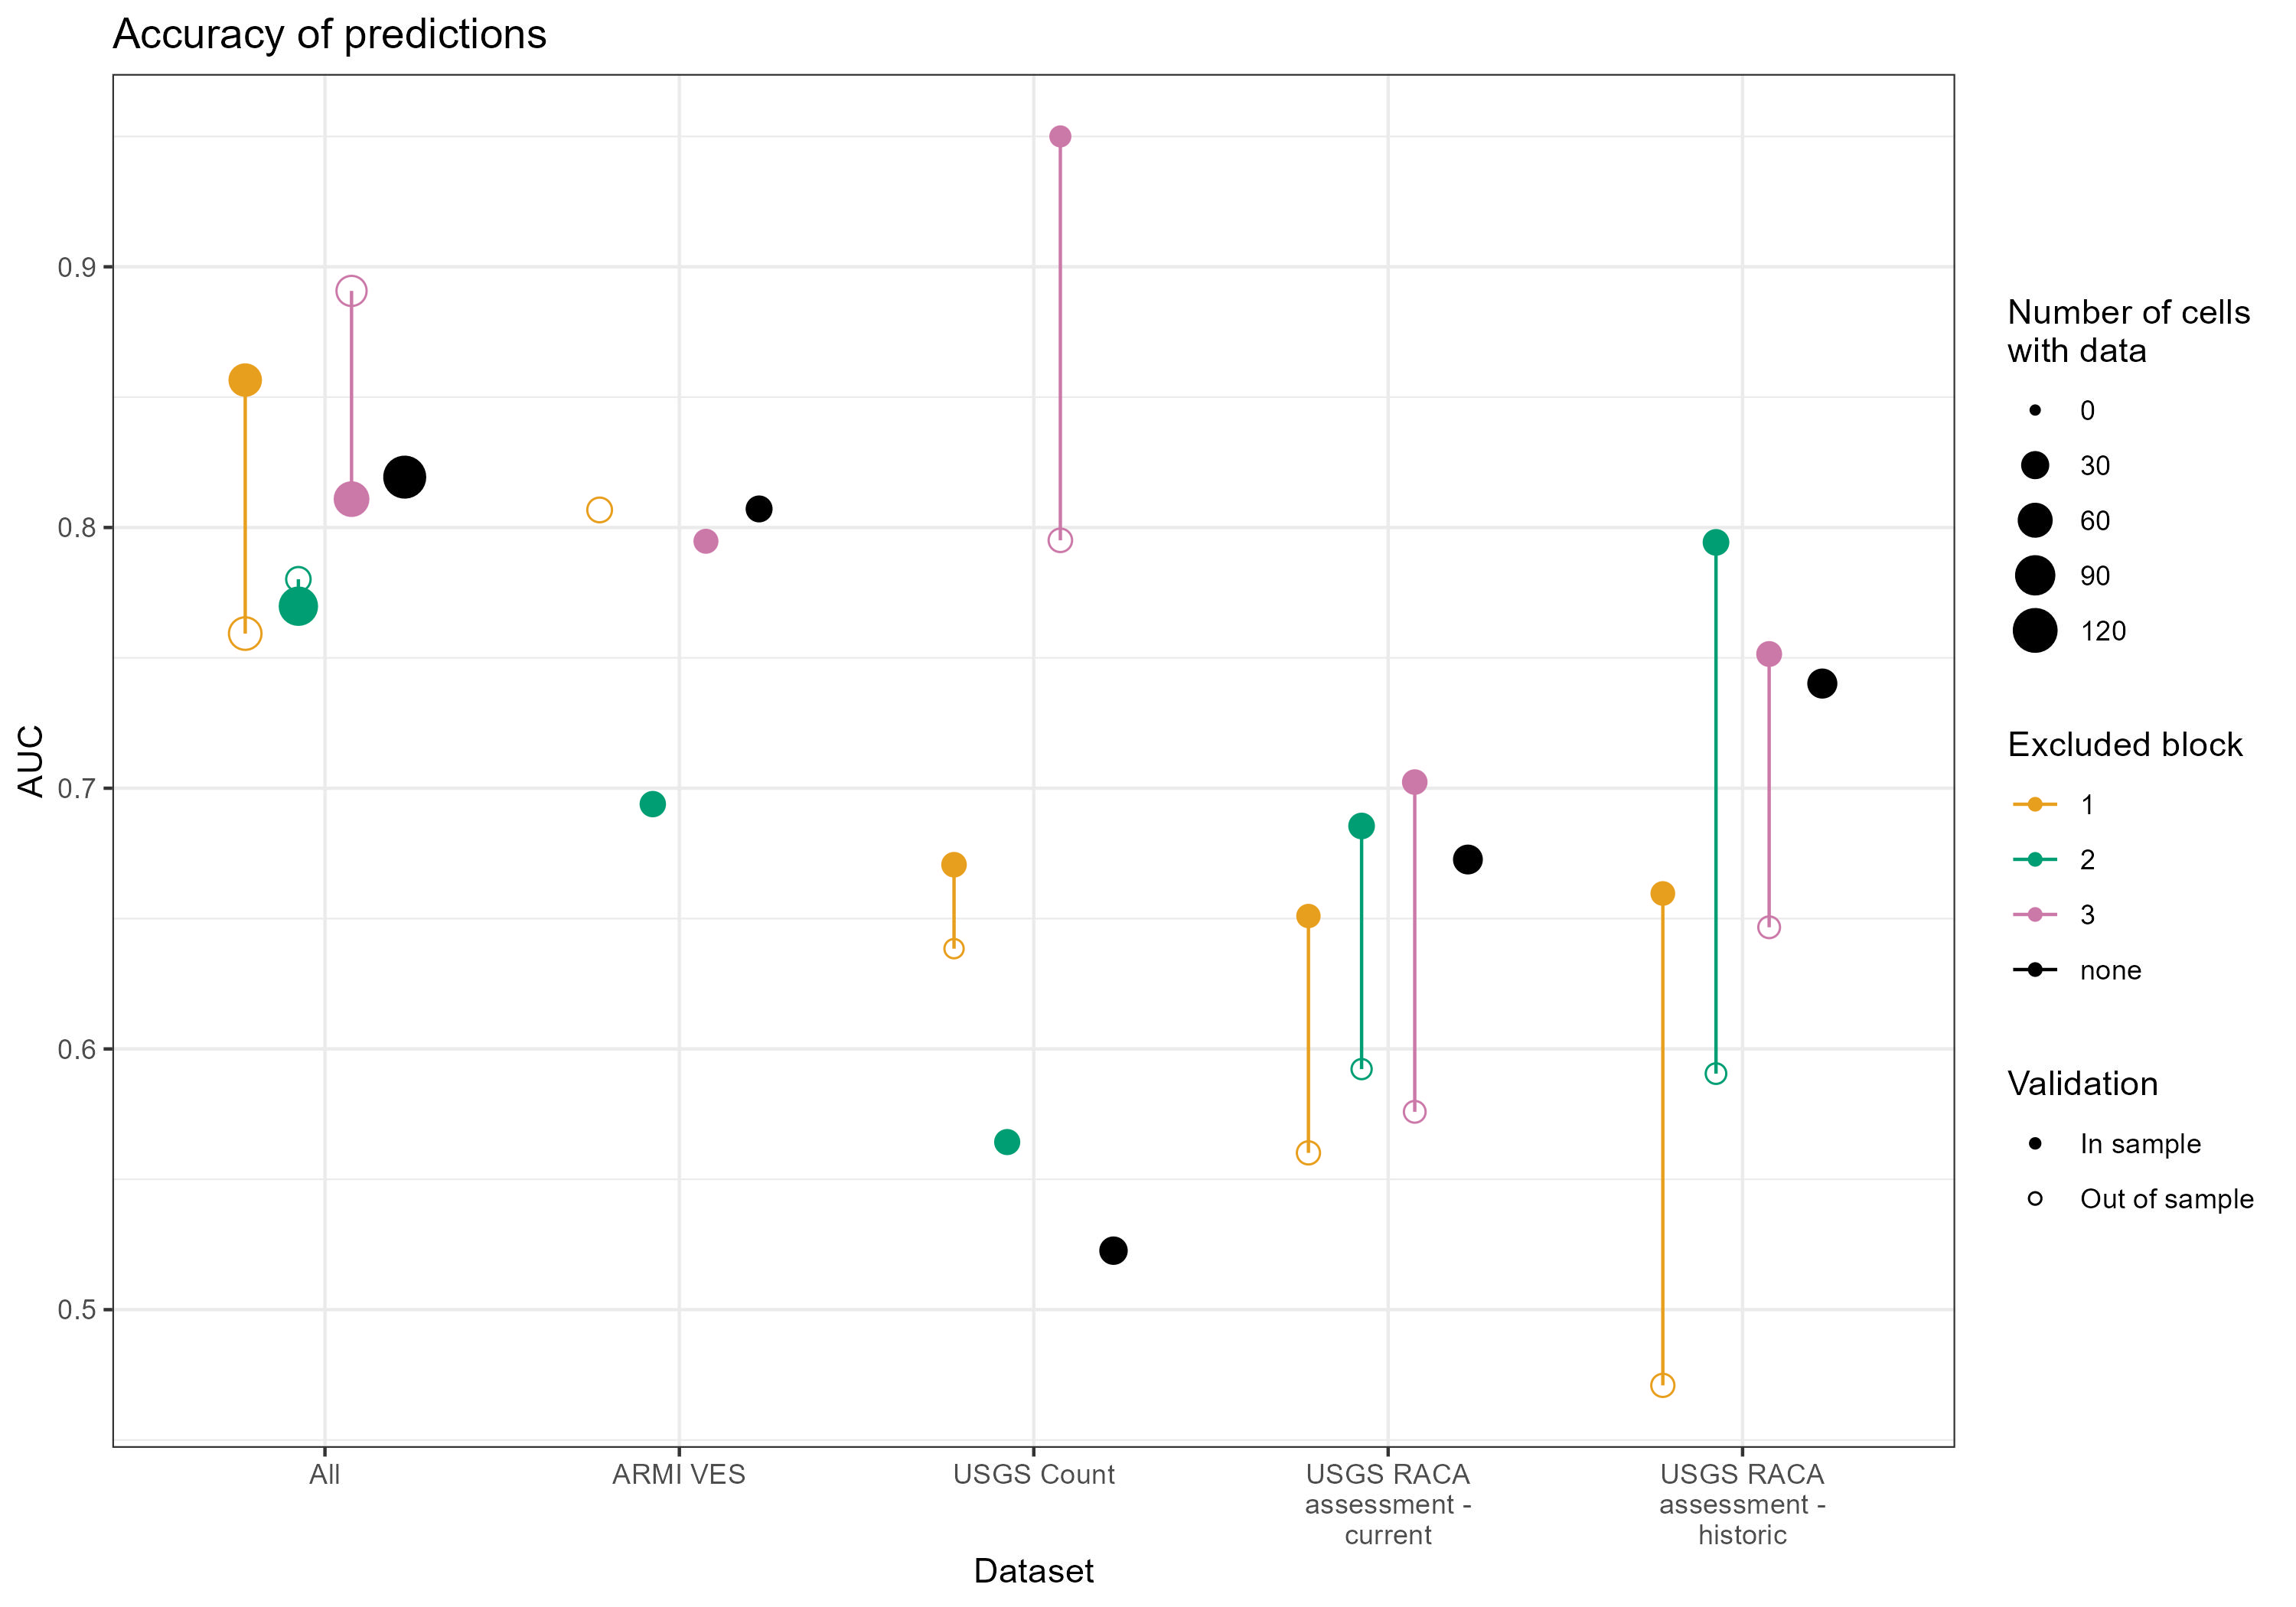 Accuracy of predictions
AUC
0.9
0.8
0.7
0.6
0.5
All
ARMI VES
USGS Count
USGS RACA
assessment -
current
USGS RACA
assessment -
historic
Dataset
Number of cells
with data
0
30
60
90
120
Excluded block
1
2
3
none
Validation
In sample
Out of sample